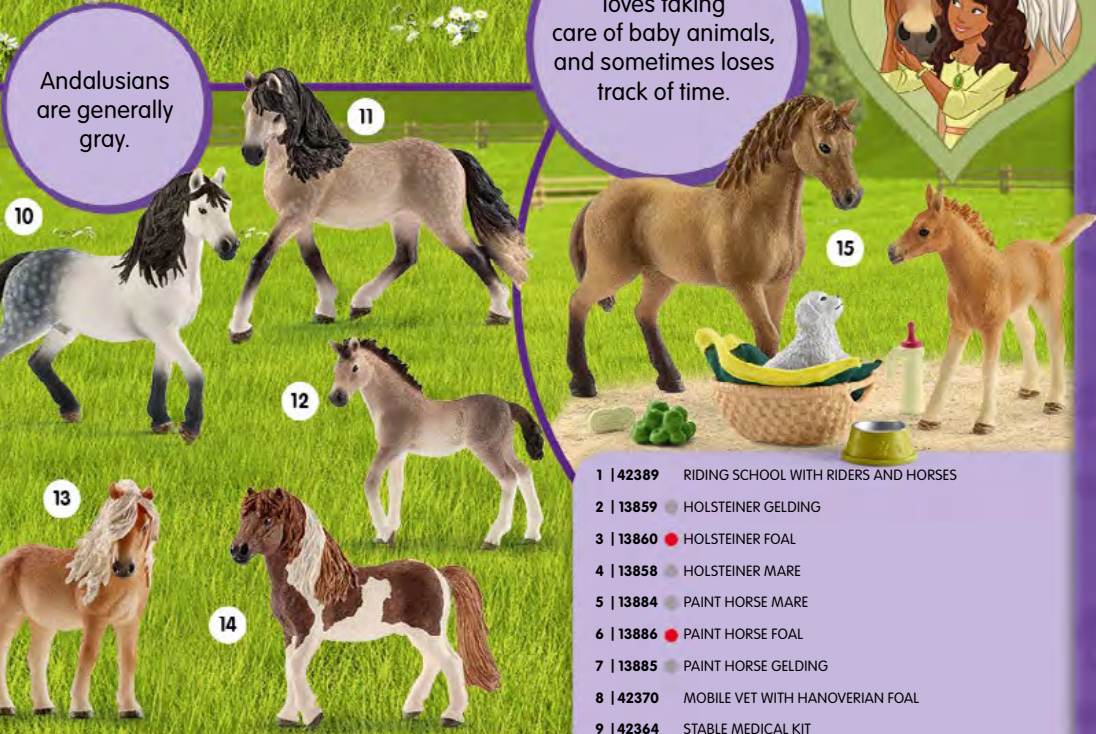 Andalusians
are generally
gray.
loves taking
care of baby animals,
and sometimes loses
track of time.
10
11
12
13
14
15
1 | 42389 RIDING SCHOOL WITH RIDERS AND HORSES
2 | 13859 HOLSTEINER GELDING
3 | 13860 HOLSTEINER FOAL
4 | 13858 HOLSTEINER MARE
5 | 13884 PAINT HORSE MARE
6 | 13886 PAINT HORSE FOAL
7 | 13885 PAINT HORSE GELDING
8 | 42370 MOBILE VET WITH HANOVERIAN FOAL
9 | 42364 STABLE MEDICAL KIT